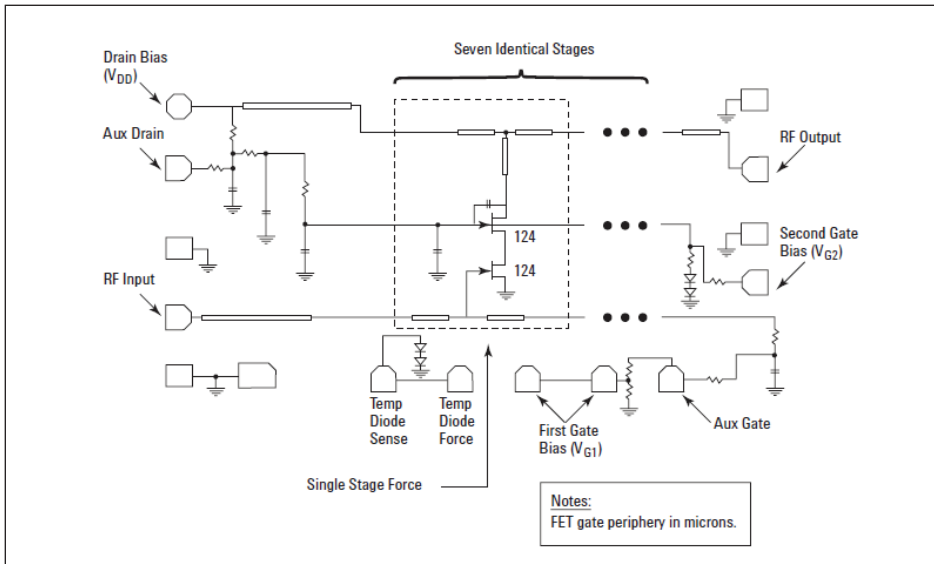 Seven Identical Stages
Drain Bias
(VDD)
Aux Drain
RF Output
124
Second Gate
Bias (VG2)
124
RF Input
Temp
Diode
Sense
Temp
Diode
Force
First Gate
Bias (VG1)
Aux Gate
Single Stage Force
Notes:
FET gate periphery in microns.